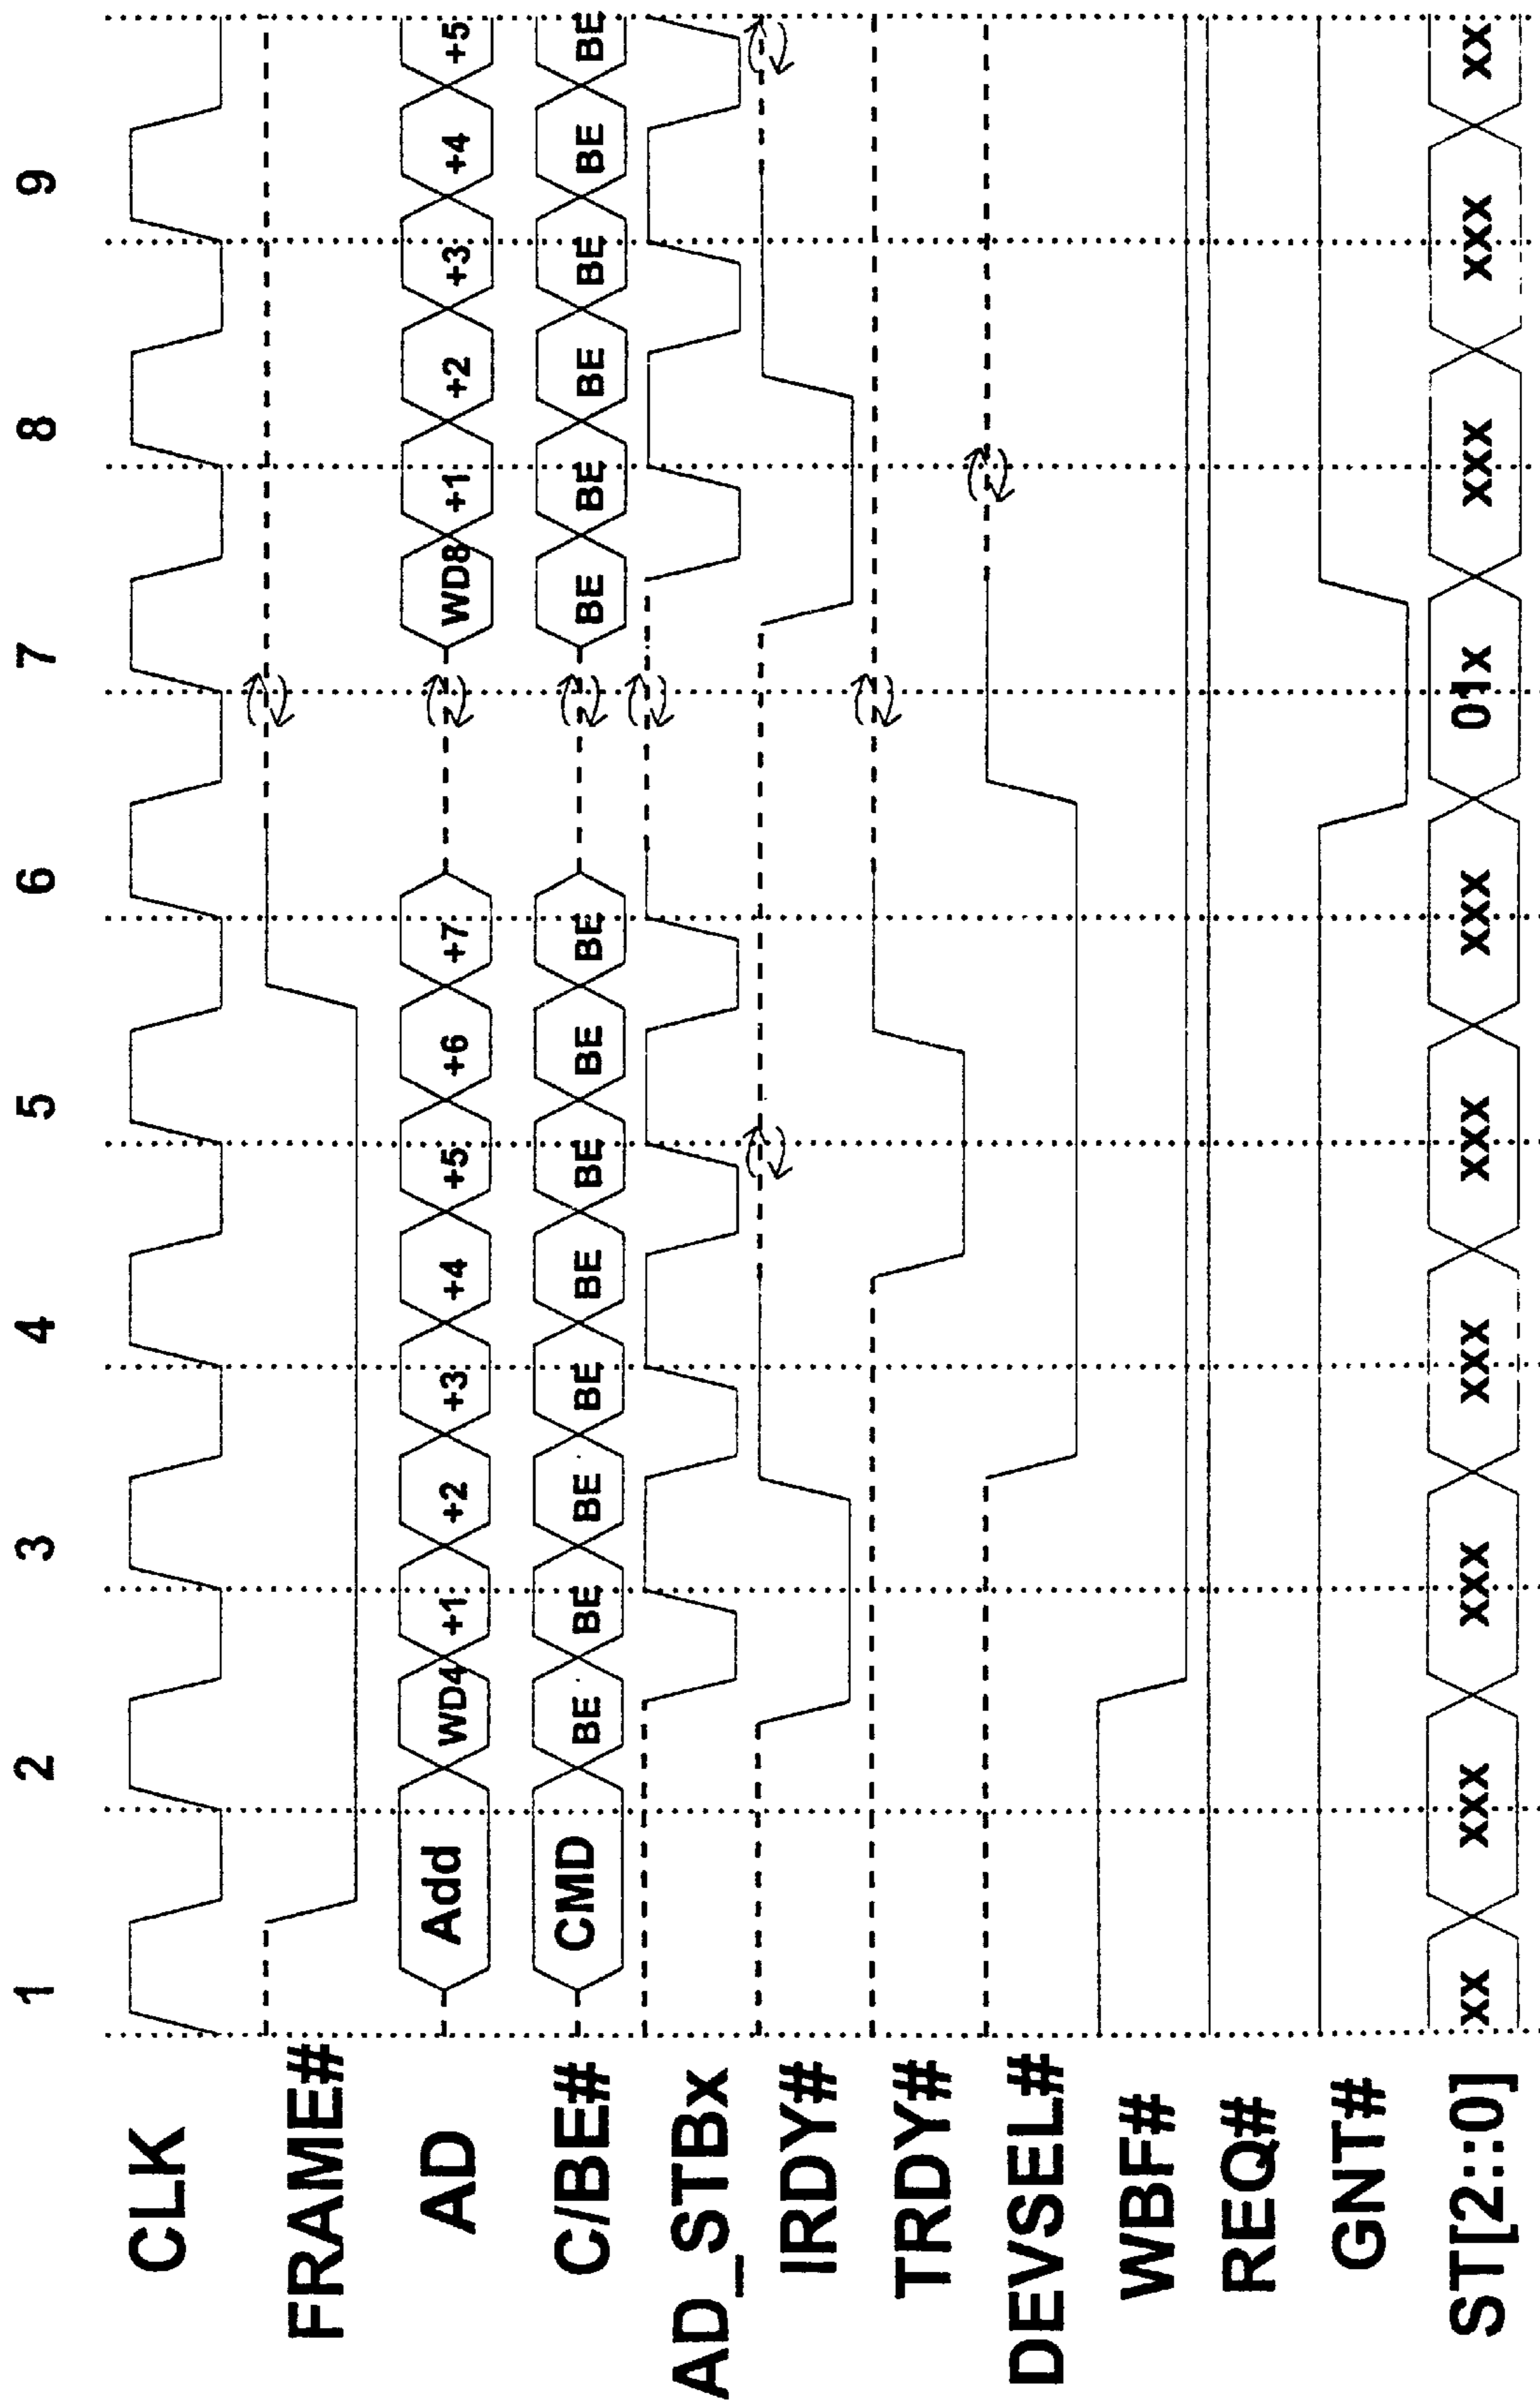 1 2 3 4 5 6 7 8 9
CLK
FRAME#
AD Add WD4 +1 +2 +3 +4 +5 +6 +7 WD8 +1 +2 +3 +4 +5
C/BE# CMD BE BE BE BE BE BE BE BE BE BE BE BE BE BE
AD_STBx
IRDY#
TRDY#
DEVSEL#
WBF#
REQ#
GNT#
ST[2::0] xx xxx xxx xxx xxx xxx 01x xxx xxx xx